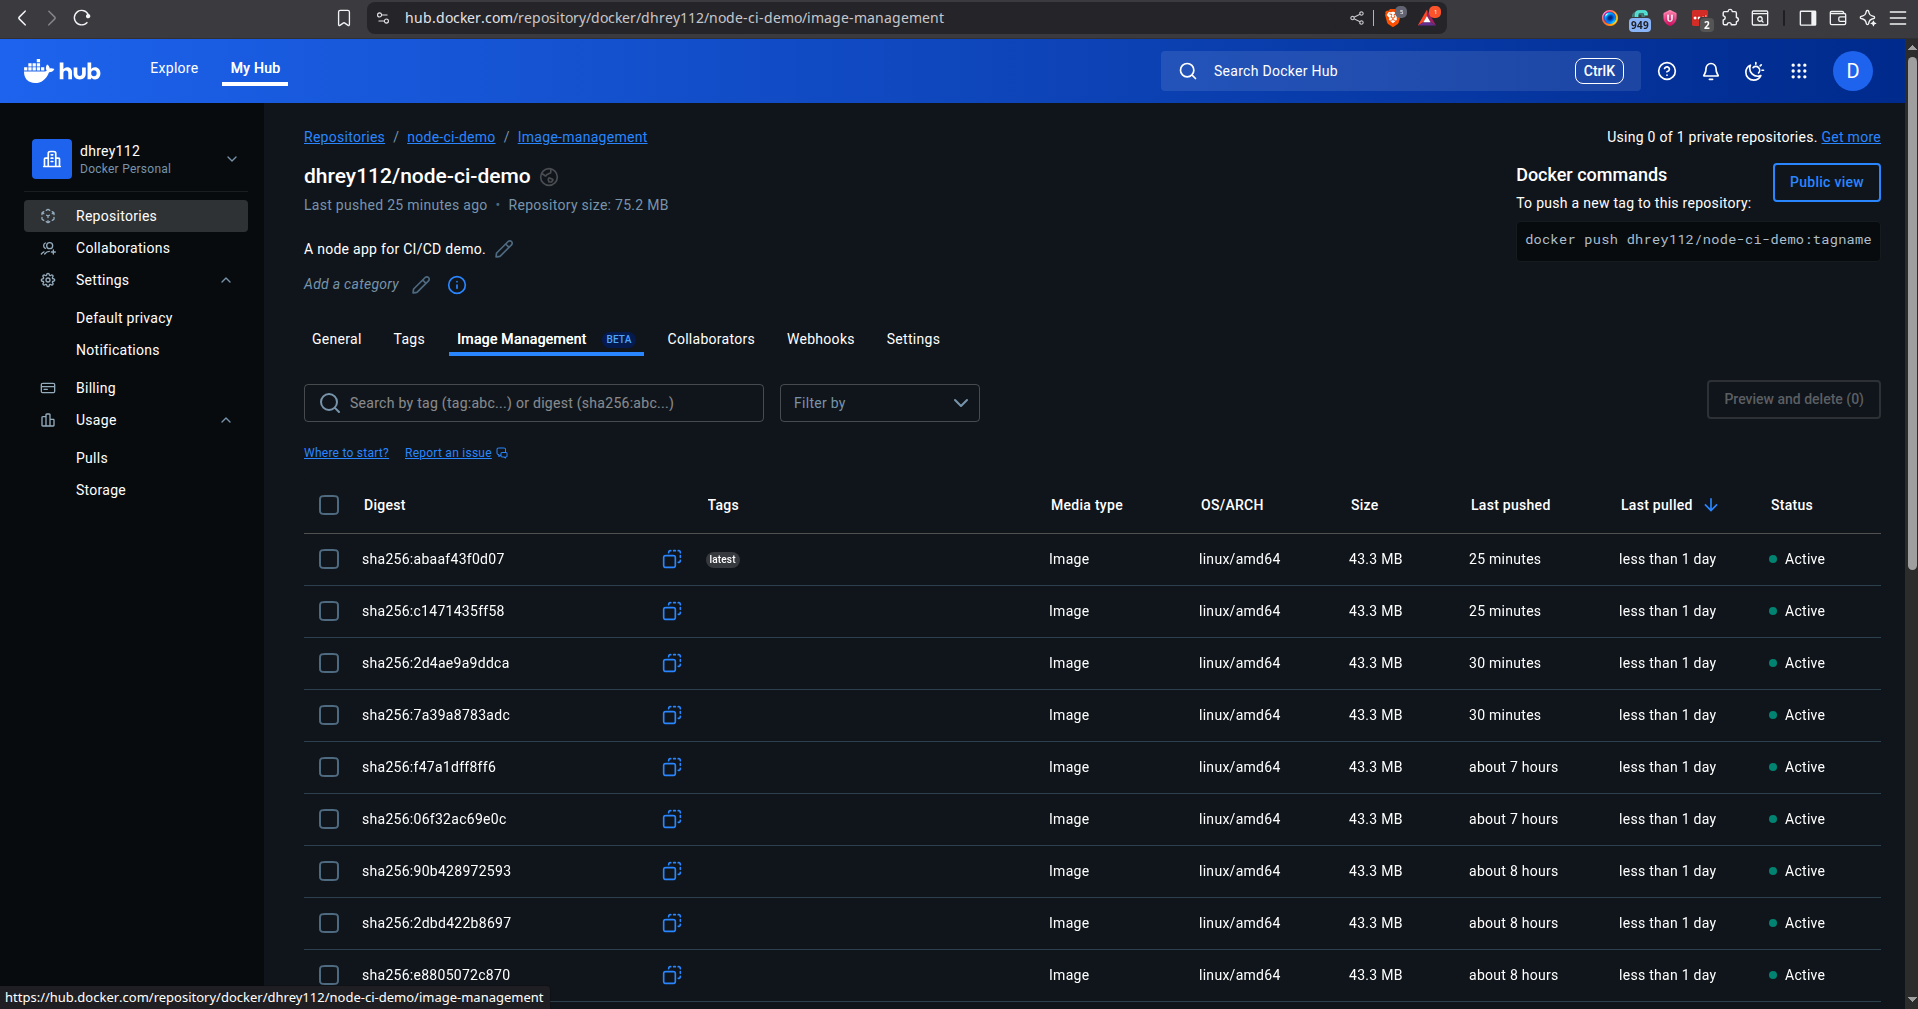 hub.docker.com/repository/docker/dhrey112/node-ci-demo/image-management
5
1
949
2
hub
Explore
My Hub
Search Docker Hub
CtrlK
D
dhrey112
Docker Personal
Repositories
Collaborations
Settings
Default privacy
Notifications
Billing
Usage
Pulls
Storage
Repositories / node-ci-demo / Image-management
Using 0 of 1 private repositories. Get more
dhrey112/node-ci-demo
Last pushed 25 minutes ago • Repository size: 75.2 MB
Docker commands
Public view
To push a new tag to this repository:
docker push dhrey112/node-ci-demo:tagname
A node app for CI/CD demo.
Add a category
General Tags Image Management BETA Collaborators Webhooks Settings
Search by tag (tag:abc...) or digest (sha256:abc...)
Filter by
Preview and delete (0)
Where to start? Report an issue
Digest Tags Media type OS/ARCH Size Last pushed Last pulled Status
sha256:abaaf43f0d07 latest Image linux/amd64 43.3 MB 25 minutes less than 1 day Active
sha256:c1471435ff58 Image linux/amd64 43.3 MB 25 minutes less than 1 day Active
sha256:2d4ae9a9ddca Image linux/amd64 43.3 MB 30 minutes less than 1 day Active
sha256:7a39a8783adc Image linux/amd64 43.3 MB 30 minutes less than 1 day Active
sha256:f47a1dff8ff6 Image linux/amd64 43.3 MB about 7 hours less than 1 day Active
sha256:06f32ac69e0c Image linux/amd64 43.3 MB about 7 hours less than 1 day Active
sha256:90b428972593 Image linux/amd64 43.3 MB about 8 hours less than 1 day Active
sha256:2dbd422b8697 Image linux/amd64 43.3 MB about 8 hours less than 1 day Active
sha256:e8805072c870 Image linux/amd64 43.3 MB about 8 hours less than 1 day Active
https://hub.docker.com/repository/docker/dhrey112/node-ci-demo/image-management